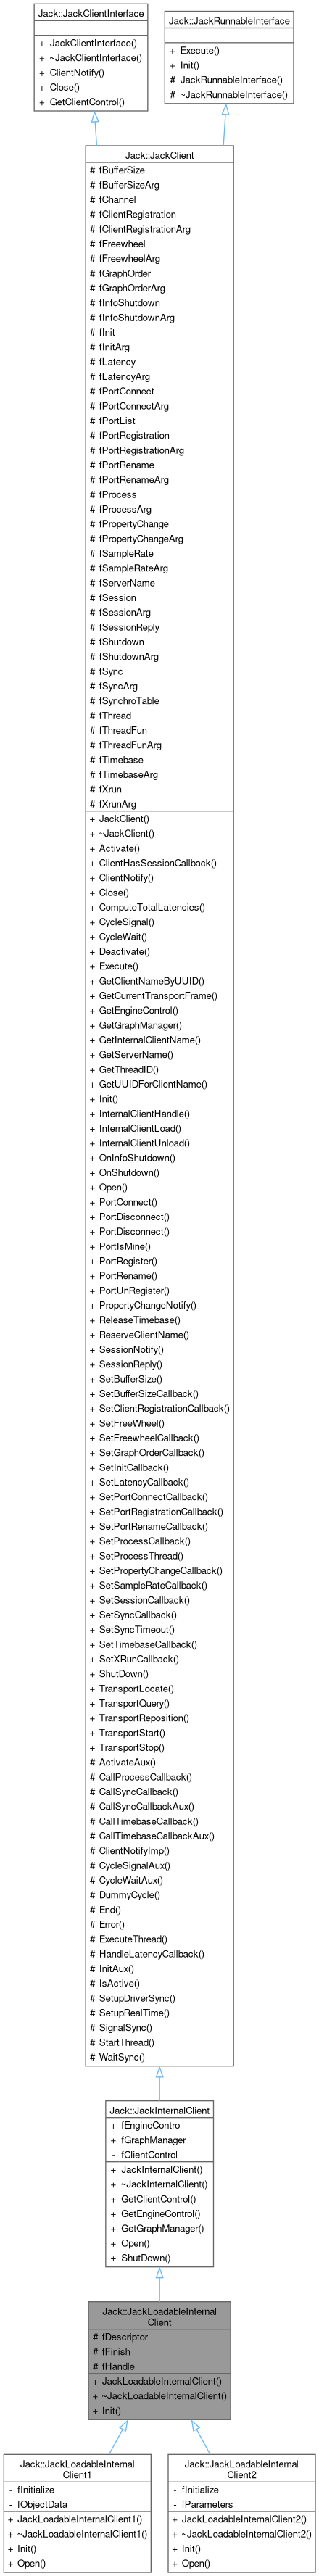 Jack::JackClientInterface
+ JackClientInterface()
+ ~JackClientInterface()
+ ClientNotify()
+ Close()
+ GetClientControl()
Jack::JackRunnableInterface
+ Execute()
+ Init()
# JackRunnableInterface()
# ~JackRunnableInterface()
Jack::JackClient
# fBufferSize
# fBufferSizeArg
# fChannel
# fClientRegistration
# fClientRegistrationArg
# fFreewheel
# fFreewheelArg
# fGraphOrder
# fGraphOrderArg
# fInfoShutdown
# fInfoShutdownArg
# fInit
# fInitArg
# fLatency
# fLatencyArg
# fPortConnect
# fPortConnectArg
# fPortList
# fPortRegistration
# fPortRegistrationArg
# fPortRename
# fPortRenameArg
# fProcess
# fProcessArg
# fPropertyChange
# fPropertyChangeArg
# fSampleRate
# fSampleRateArg
# fServerName
# fSession
# fSessionArg
# fSessionReply
# fShutdown
# fShutdownArg
# fSync
# fSyncArg
# fSynchroTable
# fThread
# fThreadFun
# fThreadFunArg
# fTimebase
# fTimebaseArg
# fXrun
# fXrunArg
+ JackClient()
+ ~JackClient()
+ Activate()
+ ClientHasSessionCallback()
+ ClientNotify()
+ Close()
+ ComputeTotalLatencies()
+ CycleSignal()
+ CycleWait()
+ Deactivate()
+ Execute()
+ GetClientNameByUUID()
+ GetCurrentTransportFrame()
+ GetEngineControl()
+ GetGraphManager()
+ GetInternalClientName()
+ GetServerName()
+ GetThreadID()
+ GetUUIDForClientName()
+ Init()
+ InternalClientHandle()
+ InternalClientLoad()
+ InternalClientUnload()
+ OnInfoShutdown()
+ OnShutdown()
+ Open()
+ PortConnect()
+ PortDisconnect()
+ PortDisconnect()
+ PortIsMine()
+ PortRegister()
+ PortRename()
+ PortUnRegister()
+ PropertyChangeNotify()
+ ReleaseTimebase()
+ ReserveClientName()
+ SessionNotify()
+ SessionReply()
+ SetBufferSize()
+ SetBufferSizeCallback()
+ SetClientRegistrationCallback()
+ SetFreeWheel()
+ SetFreewheelCallback()
+ SetGraphOrderCallback()
+ SetInitCallback()
+ SetLatencyCallback()
+ SetPortConnectCallback()
+ SetPortRegistrationCallback()
+ SetPortRenameCallback()
+ SetProcessCallback()
+ SetProcessThread()
+ SetPropertyChangeCallback()
+ SetSampleRateCallback()
+ SetSessionCallback()
+ SetSyncCallback()
+ SetSyncTimeout()
+ SetTimebaseCallback()
+ SetXRunCallback()
+ ShutDown()
+ TransportLocate()
+ TransportQuery()
+ TransportReposition()
+ TransportStart()
+ TransportStop()
# ActivateAux()
# CallProcessCallback()
# CallSyncCallback()
# CallSyncCallbackAux()
# CallTimebaseCallback()
# CallTimebaseCallbackAux()
# ClientNotifyImp()
# CycleSignalAux()
# CycleWaitAux()
# DummyCycle()
# End()
# Error()
# ExecuteThread()
# HandleLatencyCallback()
# InitAux()
# IsActive()
# SetupDriverSync()
# SetupRealTime()
# SignalSync()
# StartThread()
# WaitSync()
Jack::JackInternalClient
+ fEngineControl
+ fGraphManager
- fClientControl
+ JackInternalClient()
+ ~JackInternalClient()
+ GetClientControl()
+ GetEngineControl()
+ GetGraphManager()
+ Open()
+ ShutDown()
Jack::JackLoadableInternal
Client
# fDescriptor
# fFinish
# fHandle
+ JackLoadableInternalClient()
+ ~JackLoadableInternalClient()
+ Init()
Jack::JackLoadableInternal
Client1
- fInitialize
- fObjectData
+ JackLoadableInternalClient1()
+ ~JackLoadableInternalClient1()
+ Init()
+ Open()
Jack::JackLoadableInternal
Client2
- fInitialize
- fParameters
+ JackLoadableInternalClient2()
+ ~JackLoadableInternalClient2()
+ Init()
+ Open()